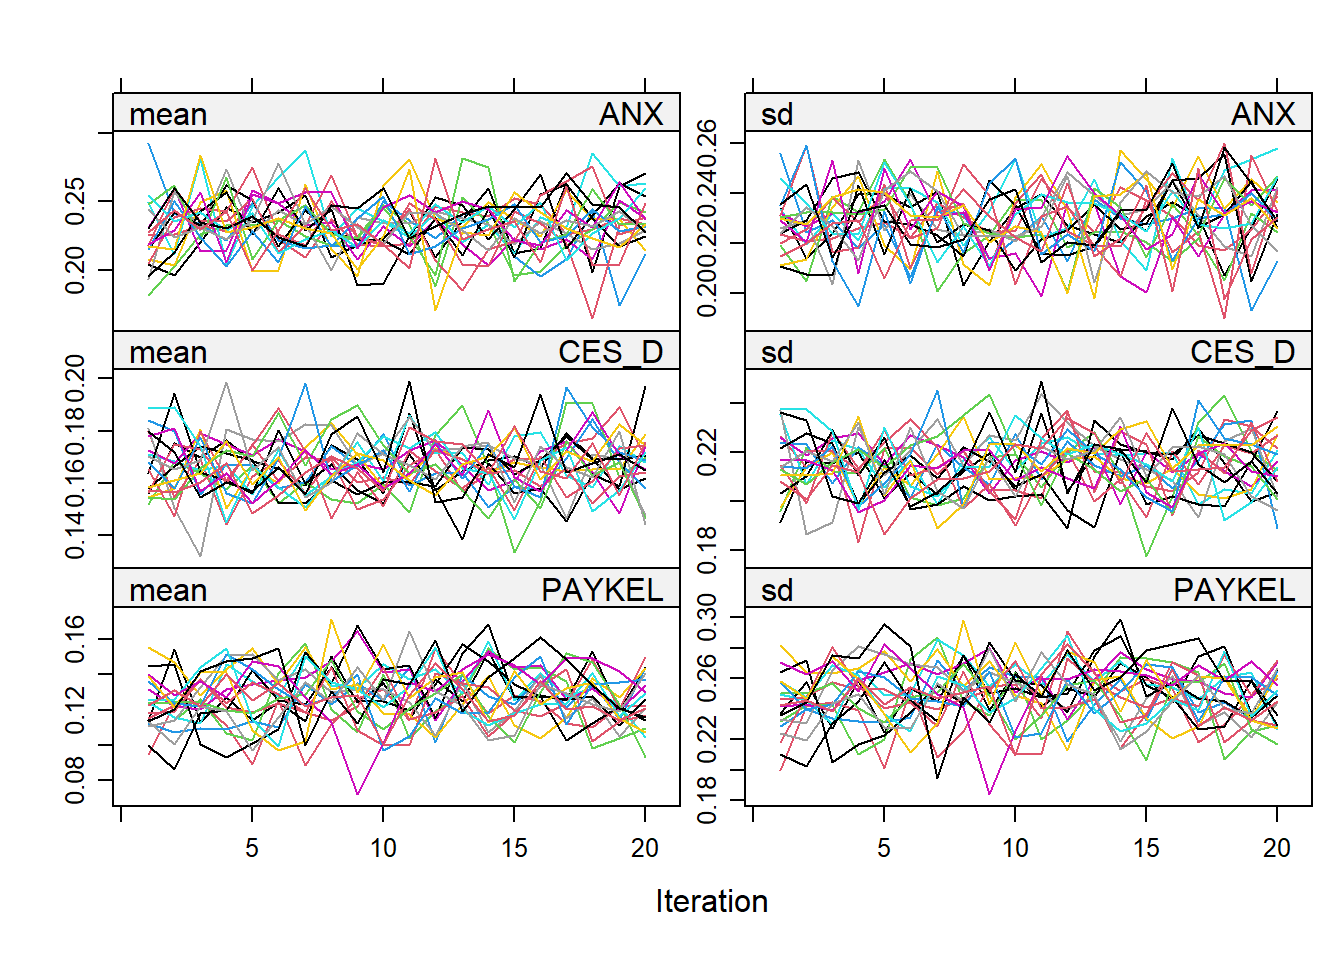 mean ANX
sd ANX
0.20 0.25
0.20 0.22 0.24 0.26
mean CES_D
sd CES_D
0.14 0.16 0.18 0.20
0.18 0.22
mean PAYKEL
sd PAYKEL
0.08 0.12 0.16
0.18 0.22 0.26 0.30
5 10 15 20
5 10 15 20
Iteration